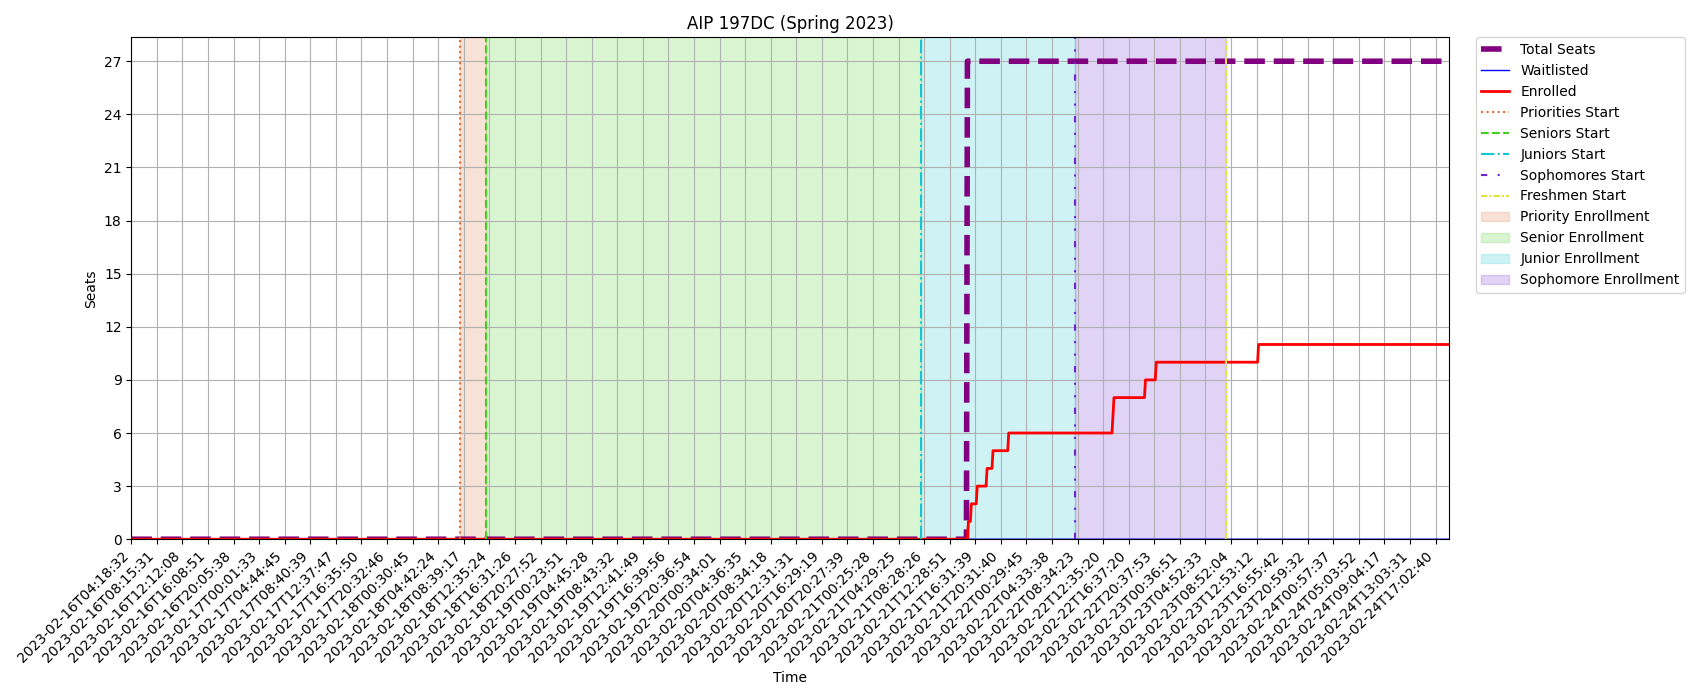 AIP 197DC (Spring 2023)
Seats
27
24
21
18
15
12
9
6
3
0
2023-02-16T04:18:32
2023-02-16T08:15:31
2023-02-16T12:12:08
2023-02-16T16:08:51
2023-02-16T20:05:38
2023-02-17T00:01:33
2023-02-17T04:44:45
2023-02-17T08:40:39
2023-02-17T12:37:47
2023-02-17T16:35:50
2023-02-17T20:32:46
2023-02-18T00:30:45
2023-02-18T04:42:24
2023-02-18T08:39:17
2023-02-18T12:35:24
2023-02-18T16:31:26
2023-02-18T20:27:52
2023-02-19T00:23:51
2023-02-19T04:45:28
2023-02-19T08:43:32
2023-02-19T12:41:49
2023-02-19T16:39:56
2023-02-19T20:36:54
2023-02-20T00:34:01
2023-02-20T04:36:35
2023-02-20T08:34:18
2023-02-20T12:31:31
2023-02-20T16:29:19
2023-02-20T20:27:39
2023-02-21T00:25:28
2023-02-21T04:29:25
2023-02-21T08:28:26
2023-02-21T12:28:51
2023-02-21T16:31:39
2023-02-21T20:31:40
2023-02-22T00:29:45
2023-02-22T04:33:38
2023-02-22T08:34:23
2023-02-22T12:35:20
2023-02-22T16:37:20
2023-02-22T20:37:53
2023-02-23T00:36:51
2023-02-23T04:52:33
2023-02-23T08:52:04
2023-02-23T12:53:12
2023-02-23T16:55:42
2023-02-23T20:59:32
2023-02-24T00:57:37
2023-02-24T05:03:52
2023-02-24T09:04:17
2023-02-24T13:03:31
2023-02-24T17:02:40
Time
Total Seats
Waitlisted
Enrolled
Priorities Start
Seniors Start
Juniors Start
Sophomores Start
Freshmen Start
Priority Enrollment
Senior Enrollment
Junior Enrollment
Sophomore Enrollment